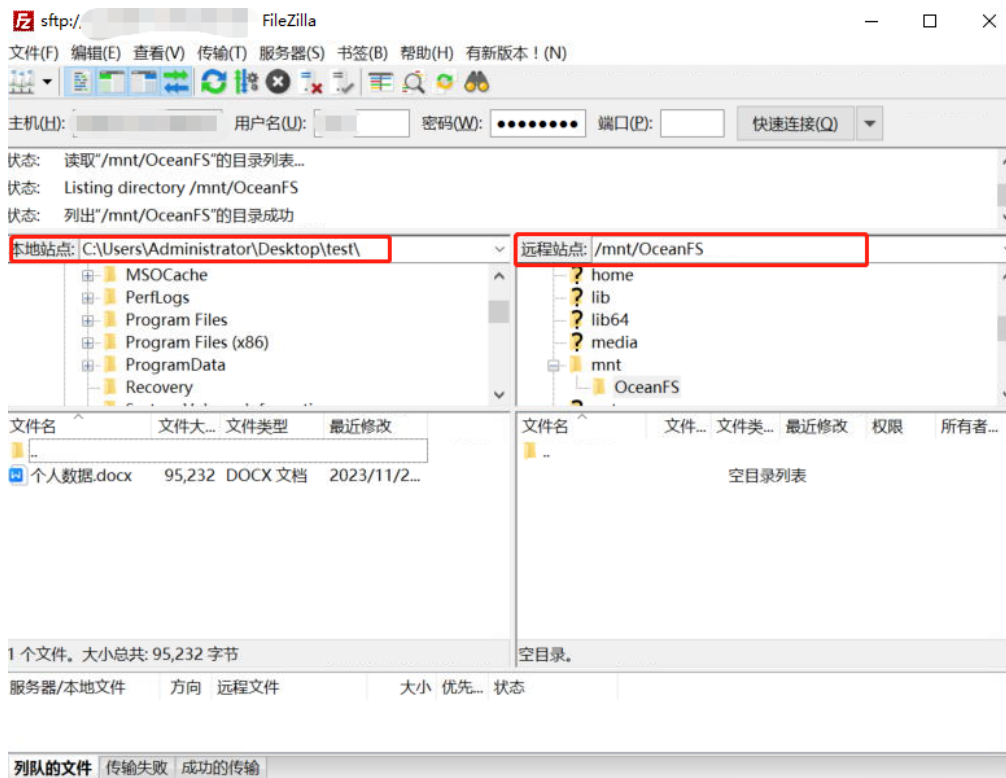 sftp:/ FileZilla
文件(F) 编辑(E) 查看(V) 传输(T) 服务器(S) 书签(B) 帮助(H) 有新版本！(N)
主机(H): 用户名(U): 密码(W): ●●●●●●●● 端口(P): 快速连接(Q)
状态: 读取"/mnt/OceanFS"的目录列表...
状态: Listing directory /mnt/OceanFS
状态: 列出"/mnt/OceanFS"的目录成功
本地站点: C:\Users\Administrator\Desktop\test\
远程站点: /mnt/OceanFS
MSOCache
PerfLogs
Program Files
Program Files (x86)
ProgramData
Recovery
home
lib
lib64
media
mnt
OceanFS
文件名 文件大... 文件类型 最近修改
..
个人数据.docx 95,232 DOCX 文档 2023/11/2...
1 个文件。大小总共: 95,232 字节
文件名 文件... 文件类... 最近修改 权限 所有者...
..
空目录列表
空目录。
服务器/本地文件 方向 远程文件 大小 优先... 状态
列队的文件 传输失败 成功的传输